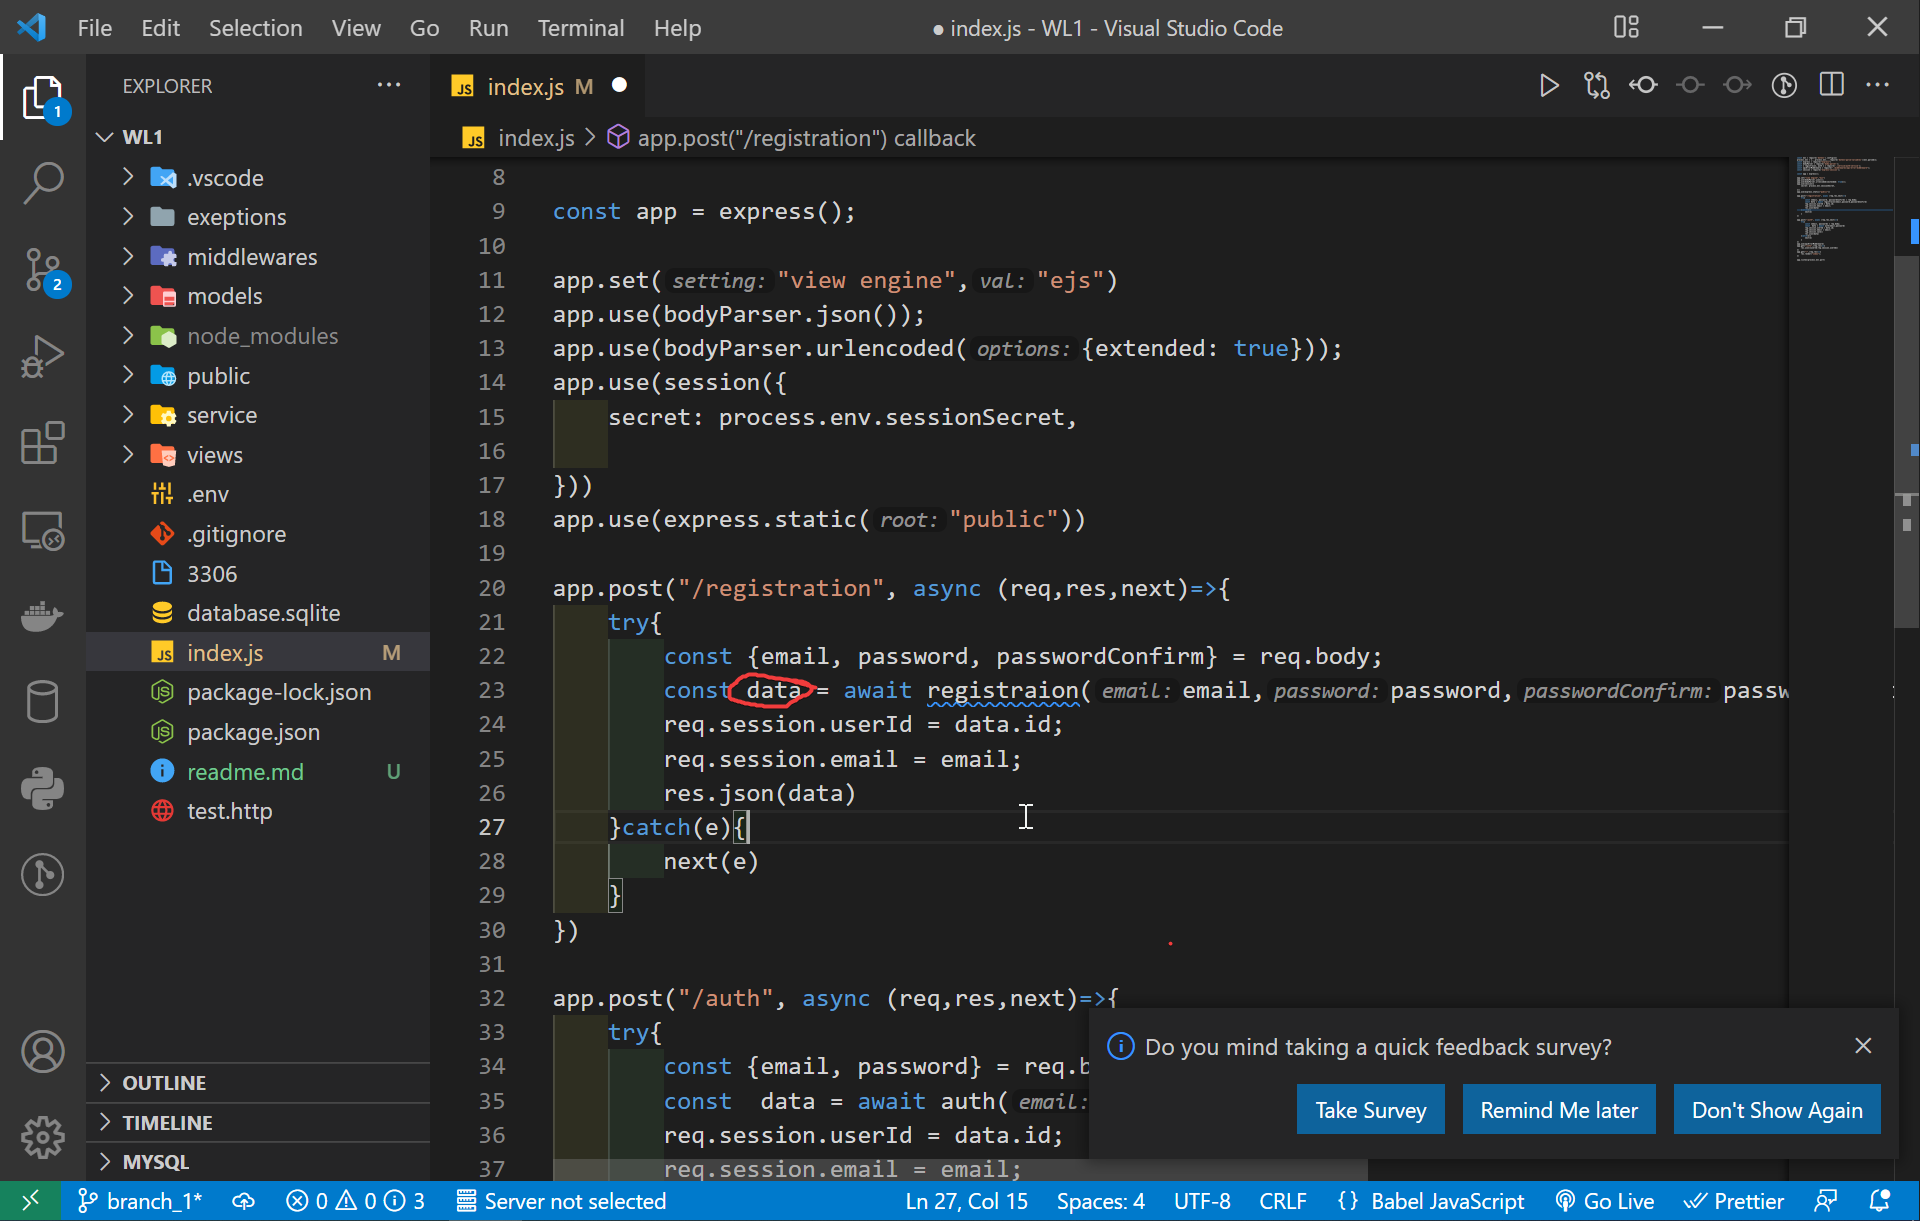 File Edit Selection View Go Run Terminal Help
● index.js - WL1 - Visual Studio Code
EXPLORER
WL1
.vscode
exeptions
middlewares
models
node_modules
public
service
views
.env
.gitignore
3306
database.sqlite
index.js M
package-lock.json
package.json
readme.md U
test.http
OUTLINE
TIMELINE
MYSQL
1
2
JS index.js M
JS index.js > app.post("/registration") callback
8
9 const app = express();
10
11 app.set( setting: "view engine", val: "ejs")
12 app.use(bodyParser.json());
13 app.use(bodyParser.urlencoded( options: {extended: true}));
14 app.use(session({
15 secret: process.env.sessionSecret,
16
17 }))
18 app.use(express.static( root: "public"))
19
20 app.post("/registration", async (req,res,next)=>{
21 try{
22 const {email, password, passwordConfirm} = req.body;
23 const data = await registraion( email: email, password: password, passwordConfirm: passw
24 req.session.userId = data.id;
25 req.session.email = email;
26 res.json(data)
27 }catch(e){
28 next(e)
29 }
30 })
31
32 app.post("/auth", async (req,res,next)=>{
33 try{
34 const {email, password} = req.b
35 const data = await auth( email:
36 req.session.userId = data.id;
37 req.session.email = email;
Do you mind taking a quick feedback survey?
Take Survey Remind Me later Don't Show Again
branch_1* 0 0 3 Server not selected Ln 27, Col 15 Spaces: 4 UTF-8 CRLF {} Babel JavaScript Go Live Prettier